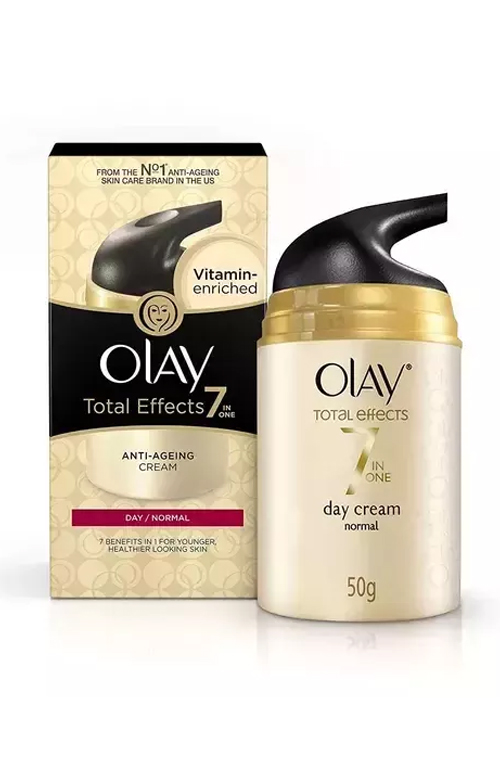 FROM THE No1* ANTI-AGEING
SKIN CARE BRAND IN THE US
Vitamin-
enriched
OLAY
Total Effects 7 IN ONE
ANTI-AGEING
CREAM
DAY / NORMAL
7 BENEFITS IN 1 FOR YOUNGER,
HEALTHIER LOOKING SKIN
OLAY®
TOTAL effects
7 IN ONE
day cream
normal
50g